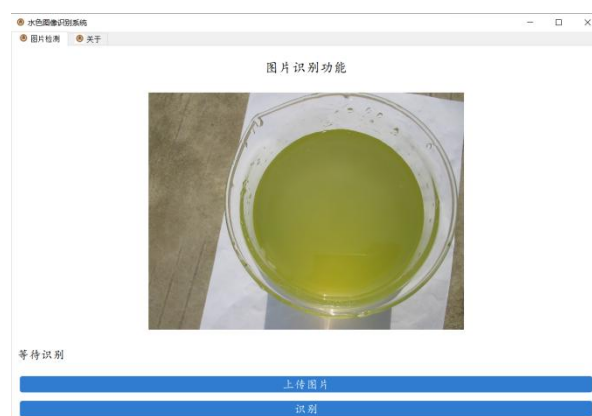 水色图像识别系统
图片检测 关于
图片识别功能
等待识别
上传图片
识别